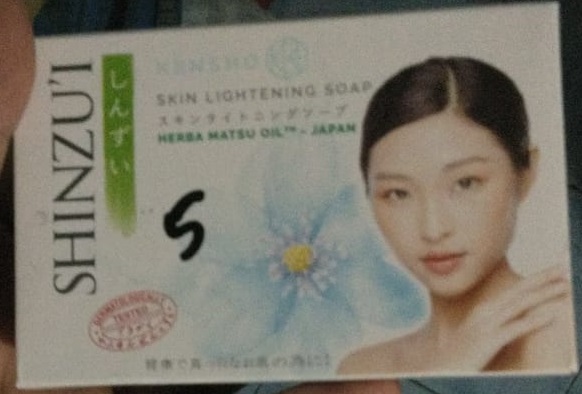 SHINZU'I
しんずい
KENSHO
SKIN LIGHTENING SOAP
スキンライトニングソープ
HERBA MATSU OIL™ - JAPAN
5
DERMATOLOGICALLY
TESTED